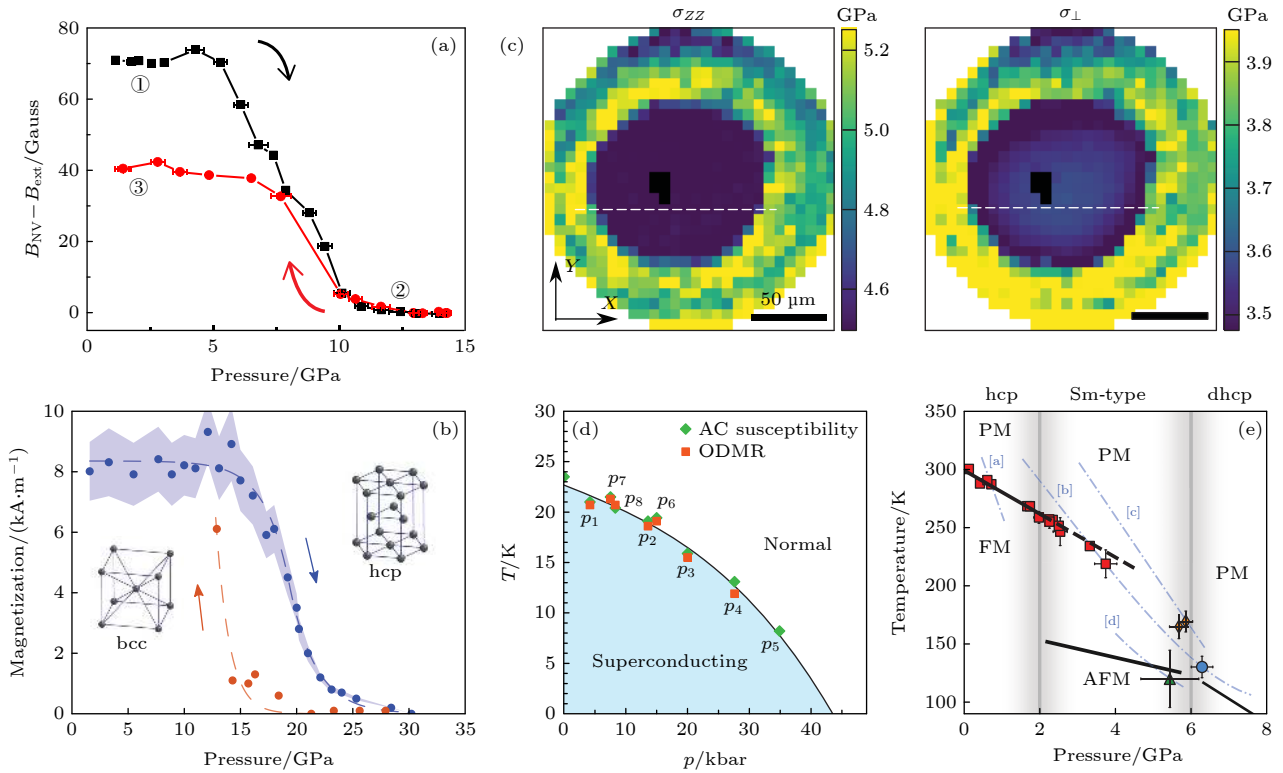 (a)
80
60
40
20
0
B_NV − B_ext/Gauss
①
③
②
0
5
10
15
Pressure/GPa
(c)
σ_ZZ
GPa
5.2
5.0
4.8
4.6
Y
X
50 µm
σ_⊥
GPa
3.9
3.8
3.7
3.6
3.5
(b)
10
8
6
4
2
0
Magnetization/(kA·m⁻¹)
bcc
hcp
0
5
10
15
20
25
30
35
Pressure/GPa
(d)
30
25
20
15
10
5
0
T/K
AC susceptibility
ODMR
p₇
p₈
p₆
p₁
p₂
p₃
p₄
p₅
Normal
Superconducting
0
10
20
30
40
p/kbar
hcp
Sm-type
dhcp
(e)
350
300
250
200
150
100
Temperature/K
PM
PM
PM
FM
AFM
[a]
[b]
[c]
[d]
0
2
4
6
8
Pressure/GPa